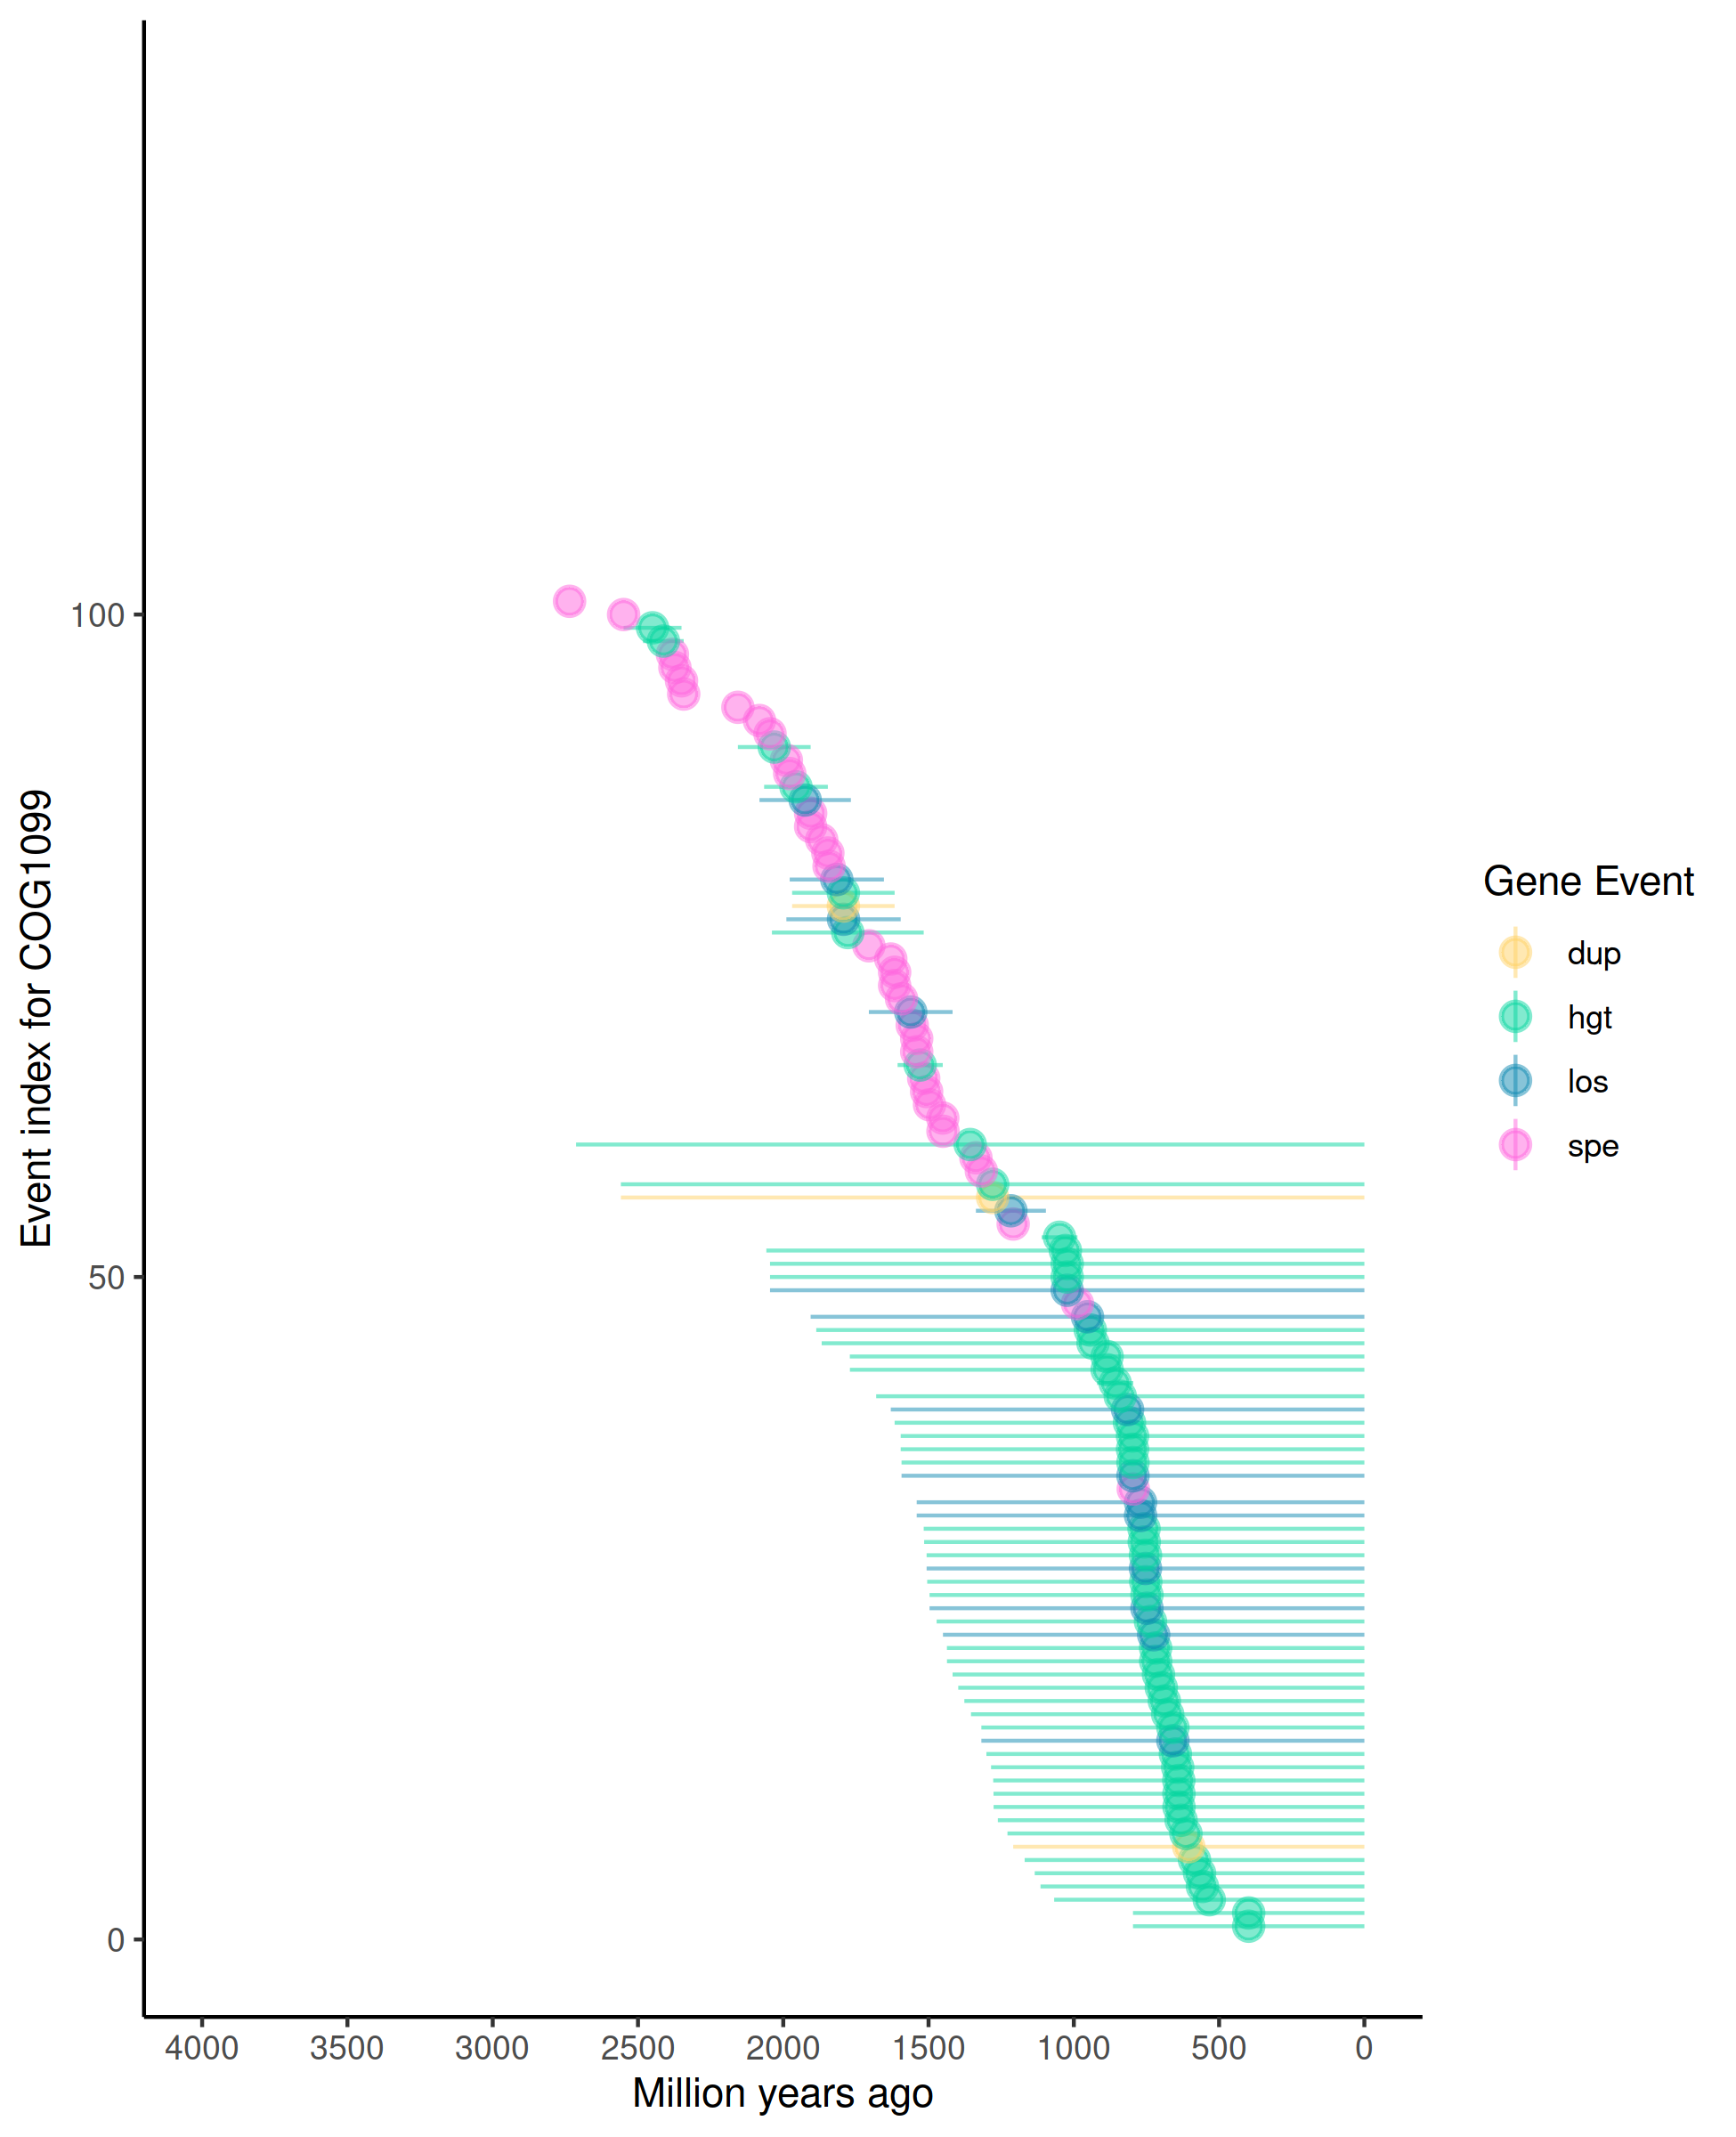 Event index for COG1099
100
50
0
4000 3500 3000 2500 2000 1500 1000 500 0
Million years ago
Gene Event
dup
hgt
los
spe